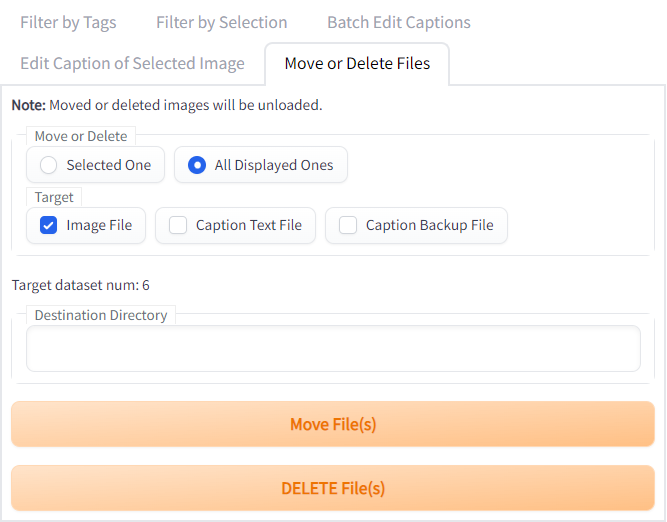 Filter by Tags Filter by Selection Batch Edit Captions
Edit Caption of Selected Image Move or Delete Files
Note: Moved or deleted images will be unloaded.
Move or Delete
Selected One All Displayed Ones
Target
Image File Caption Text File Caption Backup File
Target dataset num: 6
Destination Directory
Move File(s)
DELETE File(s)